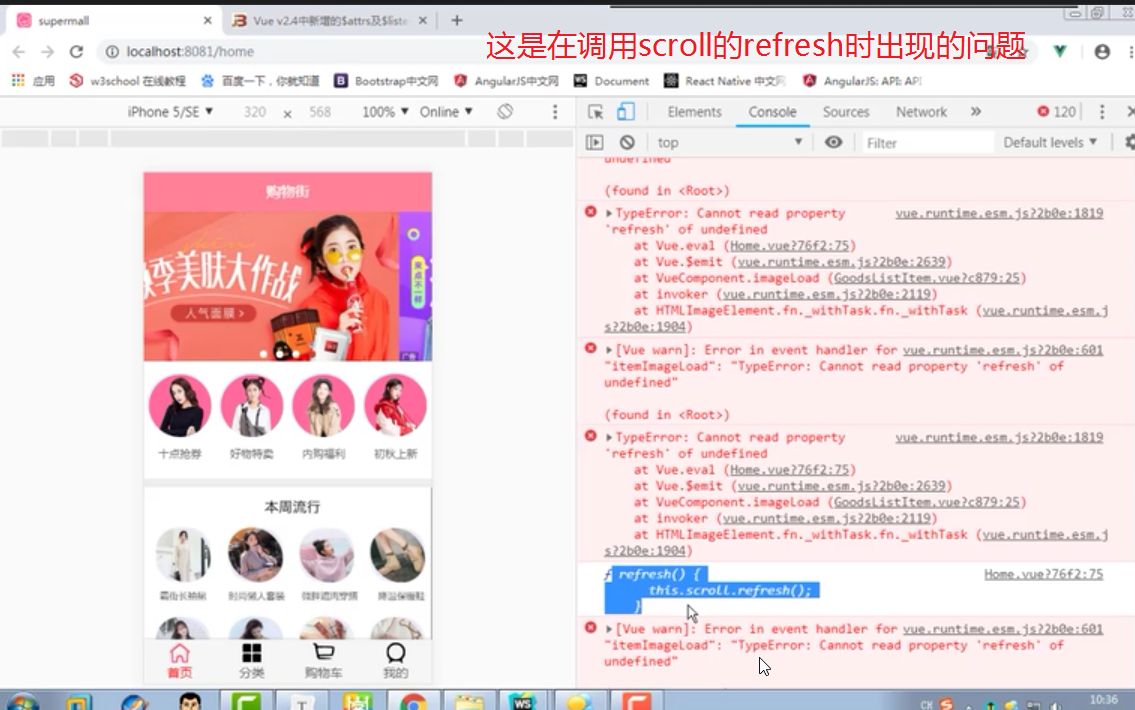 supermall
Vue v2.4中新增的$attrs及$liste
localhost:8081/home
这是在调用scroll的refresh时出现的问题
应用
w3school 在线教程
百度一下，你就知道
Bootstrap中文网
AngularJS中文网
Document
React Native 中文网
AngularJS: API: API
iPhone 5/SE ▼
320 × 568
100% ▼
Online ▼
Elements
Console
Sources
Network
»
120
top
Filter
Default levels ▼
购物街
换季美肤大作战
人气面膜 >
广告
十点抢券
好物特卖
内购福利
初秋上新
本周流行
首页
分类
购物车
我的
undefined"
(found in <Root>)
TypeError: Cannot read property vue.runtime.esm.js?2b0e:1819
'refresh' of undefined
at Vue.eval (Home.vue?76f2:75)
at Vue.$emit (vue.runtime.esm.js?2b0e:2639)
at VueComponent.imageLoad (GoodsListItem.vue?c879:25)
at invoker (vue.runtime.esm.js?2b0e:2119)
at HTMLImageElement.fn._withTask.fn._withTask (vue.runtime.esm.j
s?2b0e:1904)
[Vue warn]: Error in event handler for vue.runtime.esm.js?2b0e:601
"itemImageLoad": "TypeError: Cannot read property 'refresh' of
undefined"
(found in <Root>)
TypeError: Cannot read property vue.runtime.esm.js?2b0e:1819
'refresh' of undefined
at Vue.eval (Home.vue?76f2:75)
at Vue.$emit (vue.runtime.esm.js?2b0e:2639)
at VueComponent.imageLoad (GoodsListItem.vue?c879:25)
at invoker (vue.runtime.esm.js?2b0e:2119)
at HTMLImageElement.fn._withTask.fn._withTask (vue.runtime.esm.j
s?2b0e:1904)
ƒ refresh() { Home.vue?76f2:75
this.scroll.refresh();
}
[Vue warn]: Error in event handler for vue.runtime.esm.js?2b0e:601
"itemImageLoad": "TypeError: Cannot read property 'refresh' of
undefined"
CH
10:36